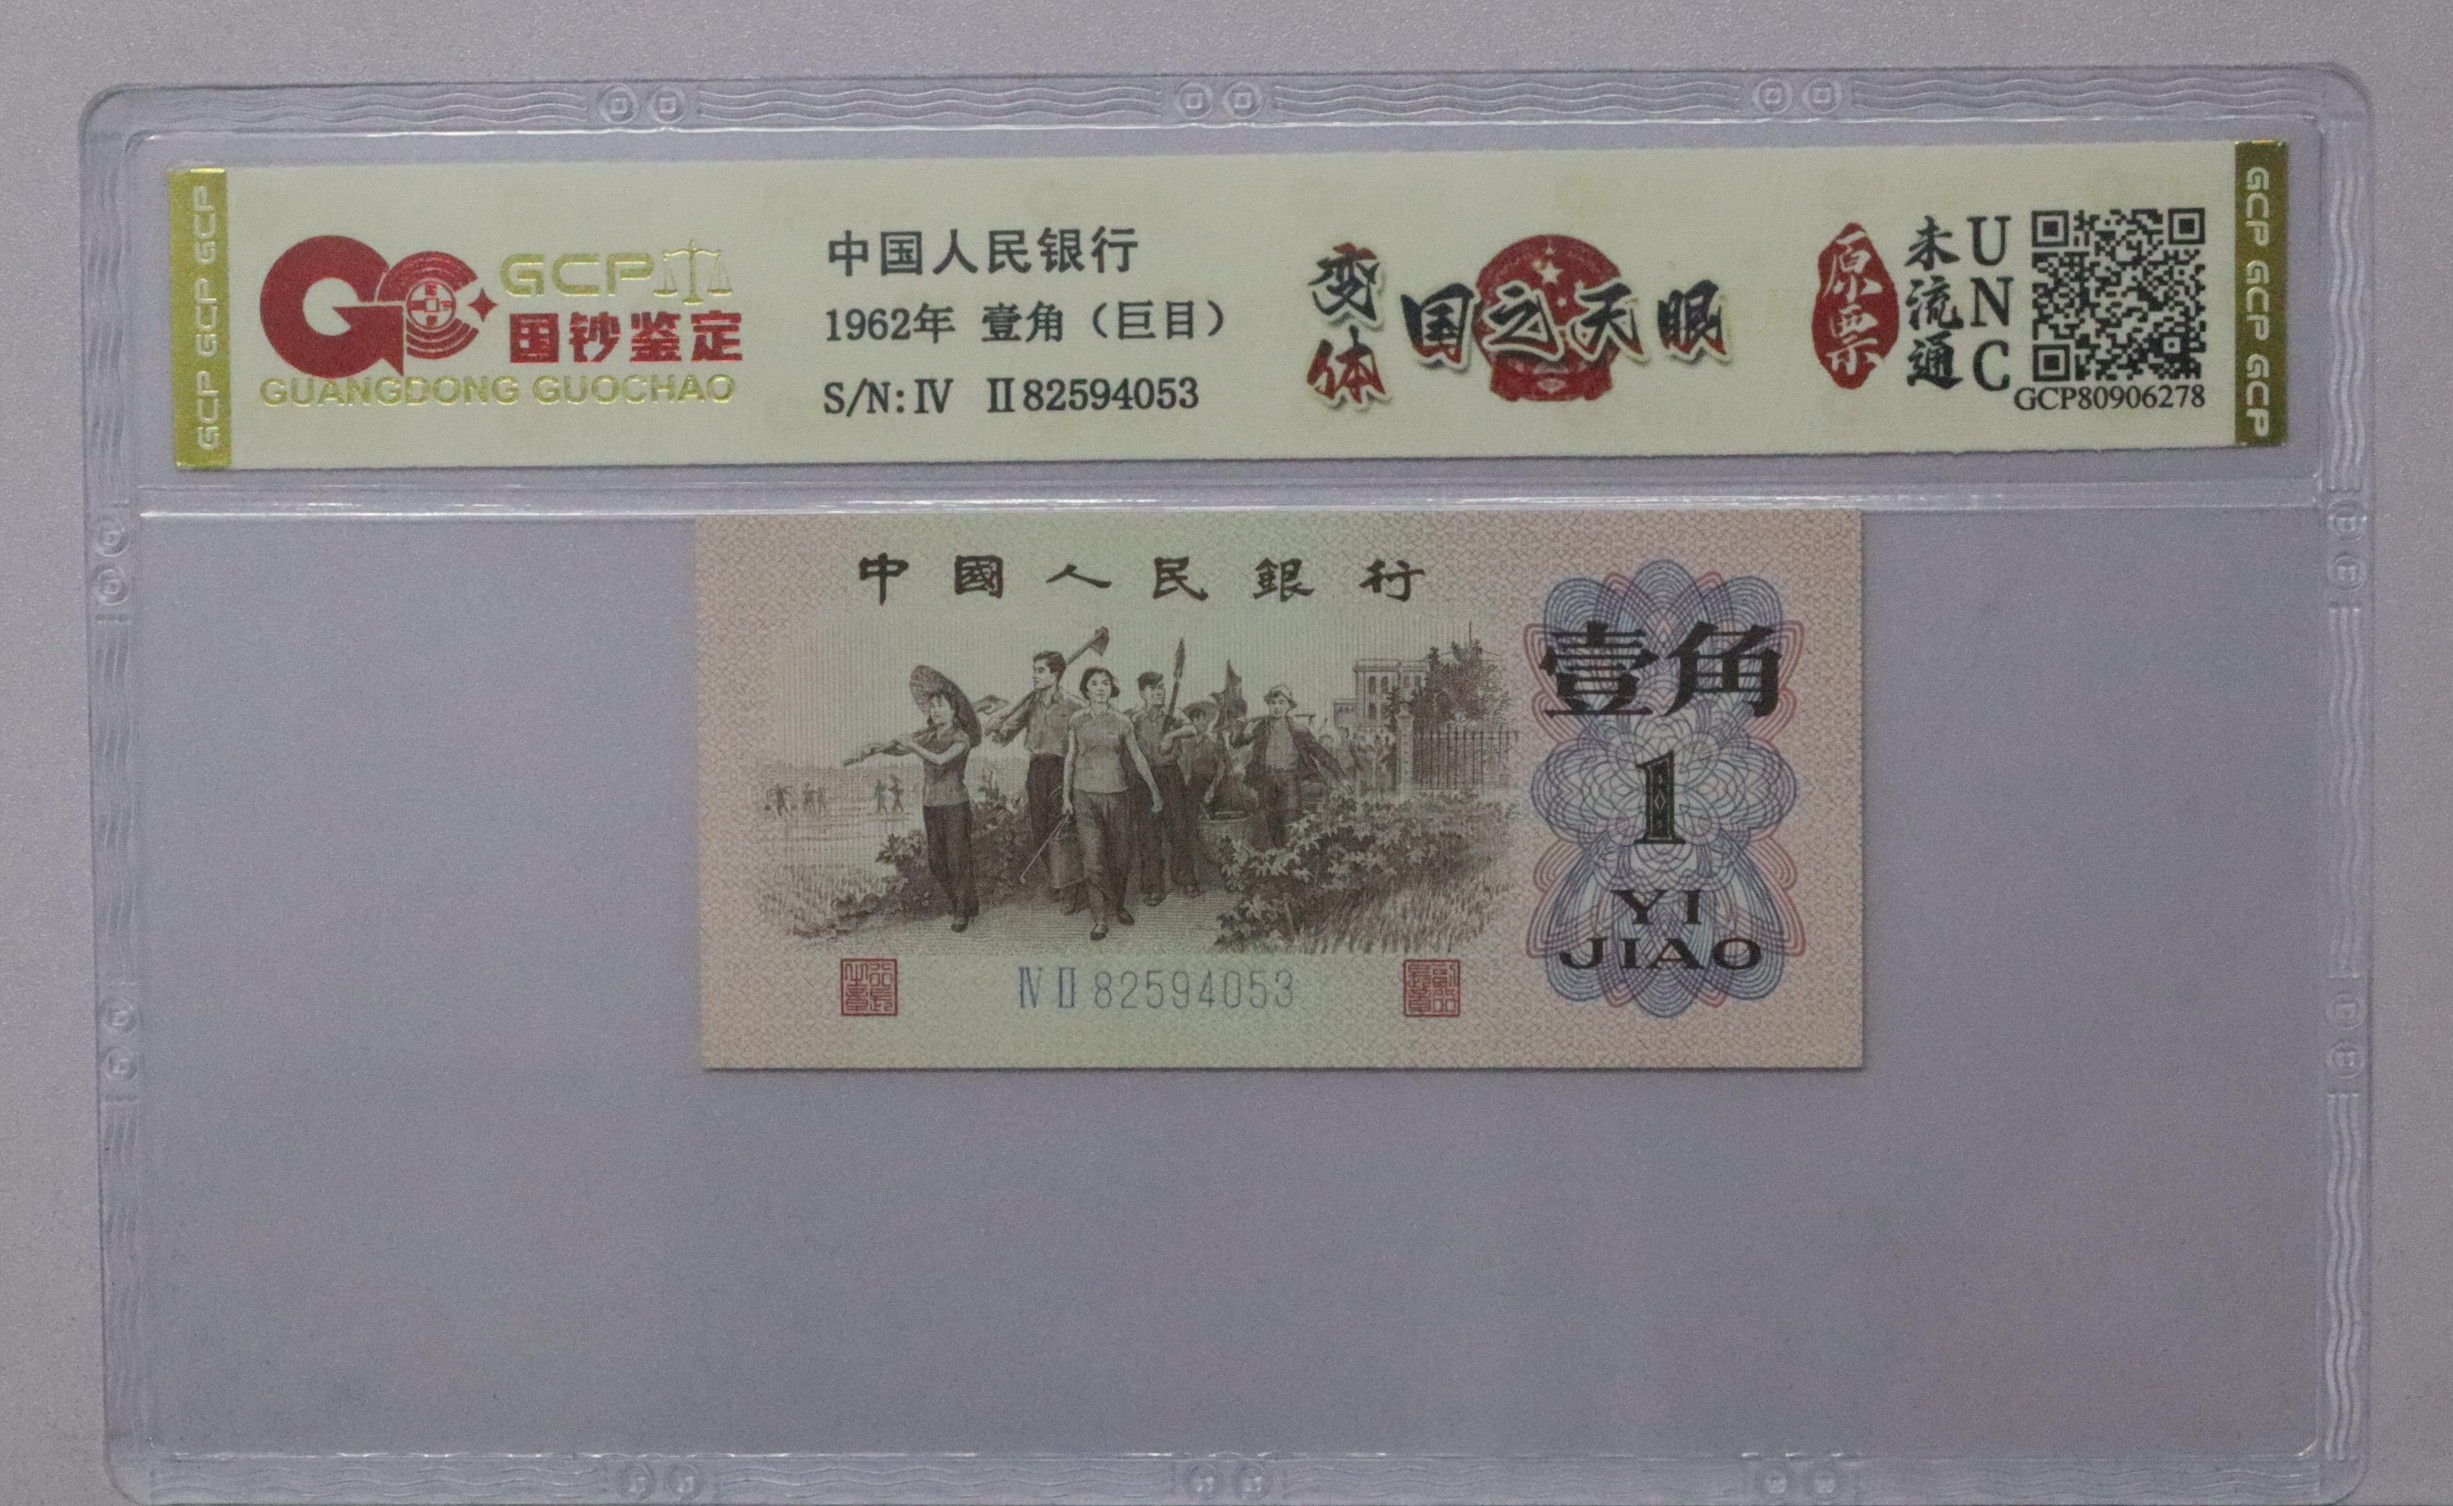 GCP GCP GCP
GCP
国钞鉴定
GUANGDONG GUOCHAO
中国人民银行
1962年 壹角（巨目）
S/N: Ⅳ Ⅱ 82594053
变体
国之天眼
原票
未流通
UNC
GCP80906278
GCP GCP GCP
中國人民銀行
壹角
1
YI
JIAO
Ⅳ Ⅱ 82594053